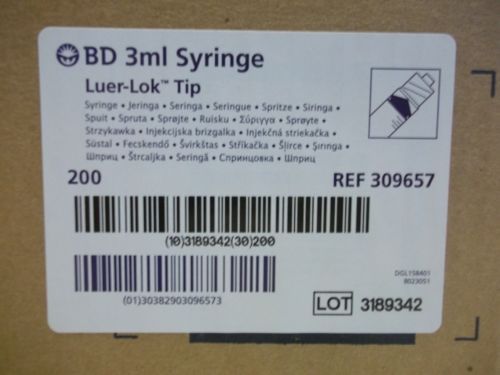 BD 3ml Syringe
Luer-Lok™ Tip
Syringe • Jeringa • Seringa • Seringue • Spritze • Siringa •
Spuit • Spruta • Sprøjte • Ruisku • Σύριγγα • Sprøyte •
Strzykawka • Injekcijska brizgalka • Injekčná striekačka •
Süstal • Fecskendő • Švirkštas • Stříkačka • Šļirce • Şırınga •
Шприц • Štrcaljka • Seringă • Спринцовка • Шприц
200 REF 309657
(10)3189342(30)200
DGL158401
8023051
(01)30382903096573
LOT 3189342